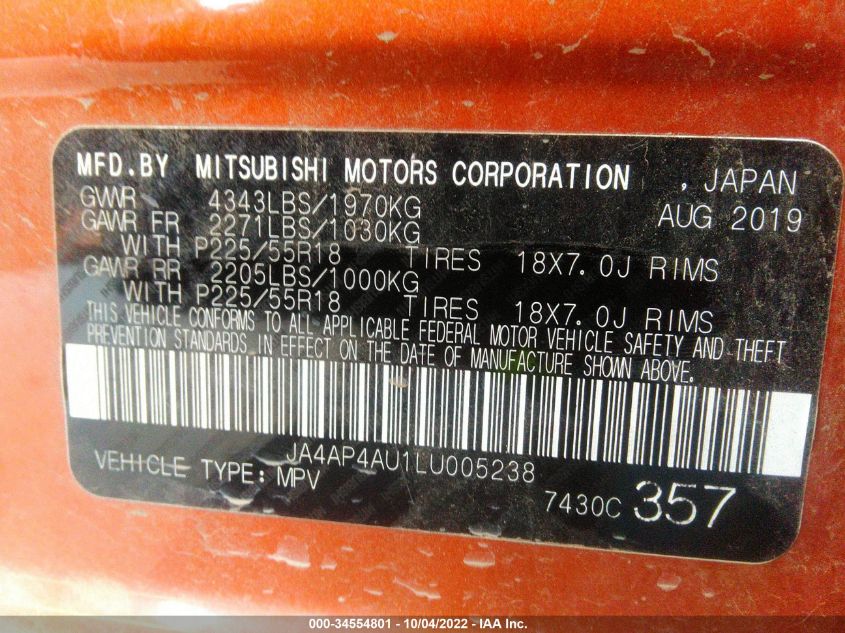 MFD.BY MITSUBISHI MOTORS CORPORATION , JAPAN
GVWR 4343LBS/1970KG AUG 2019
GAWR FR 2271LBS/1030KG
WITH P225/55R18 TIRES 18X7.0J RIMS
GAWR RR 2205LBS/1000KG
WITH P225/55R18 TIRES 18X7.0J RIMS
THIS VEHICLE CONFORMS TO ALL APPLICABLE FEDERAL MOTOR VEHICLE SAFETY AND THEFT
PREVENTION STANDARDS IN EFFECT ON THE DATE OF MANUFACTURE SHOWN ABOVE.
JA4AP4AU1LU005238
VEHICLE TYPE: MPV
7430C 357
000-34554801 - 10/04/2022 - IAA Inc.